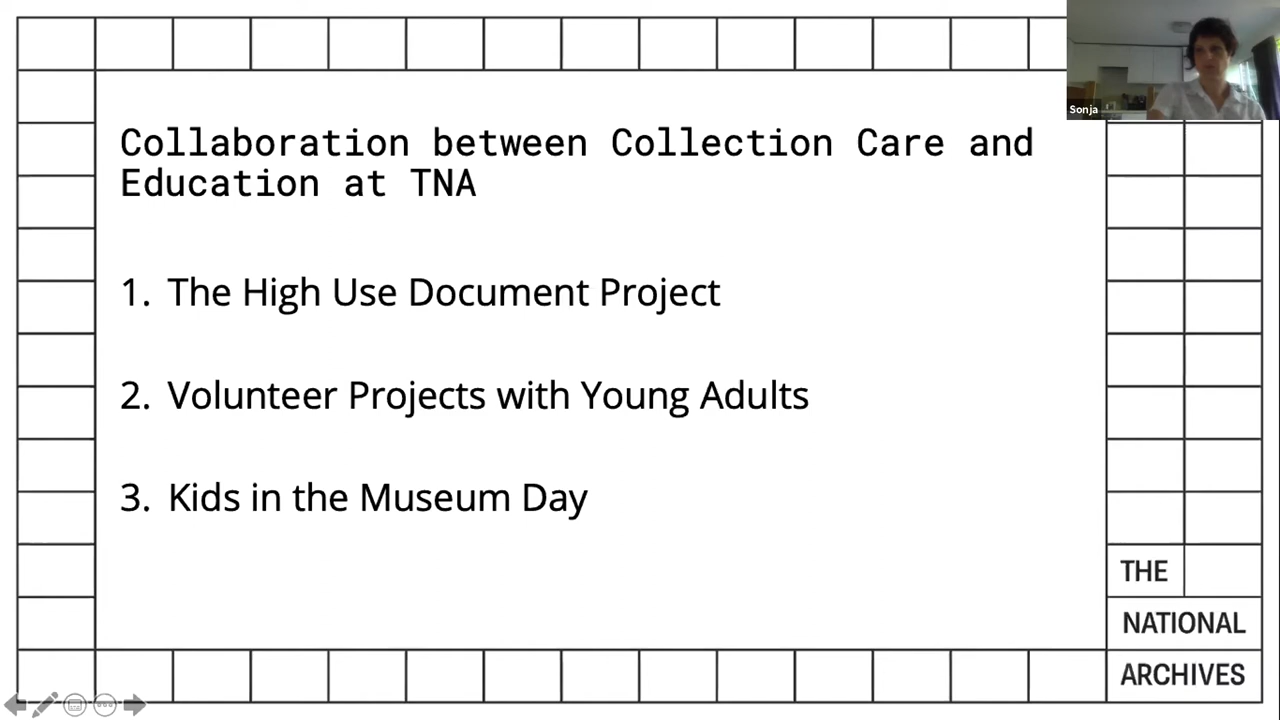 Sonja
Collaboration between Collection Care and
Education at TNA
1. The High Use Document Project
2. Volunteer Projects with Young Adults
3. Kids in the Museum Day
THE
NATIONAL
ARCHIVES